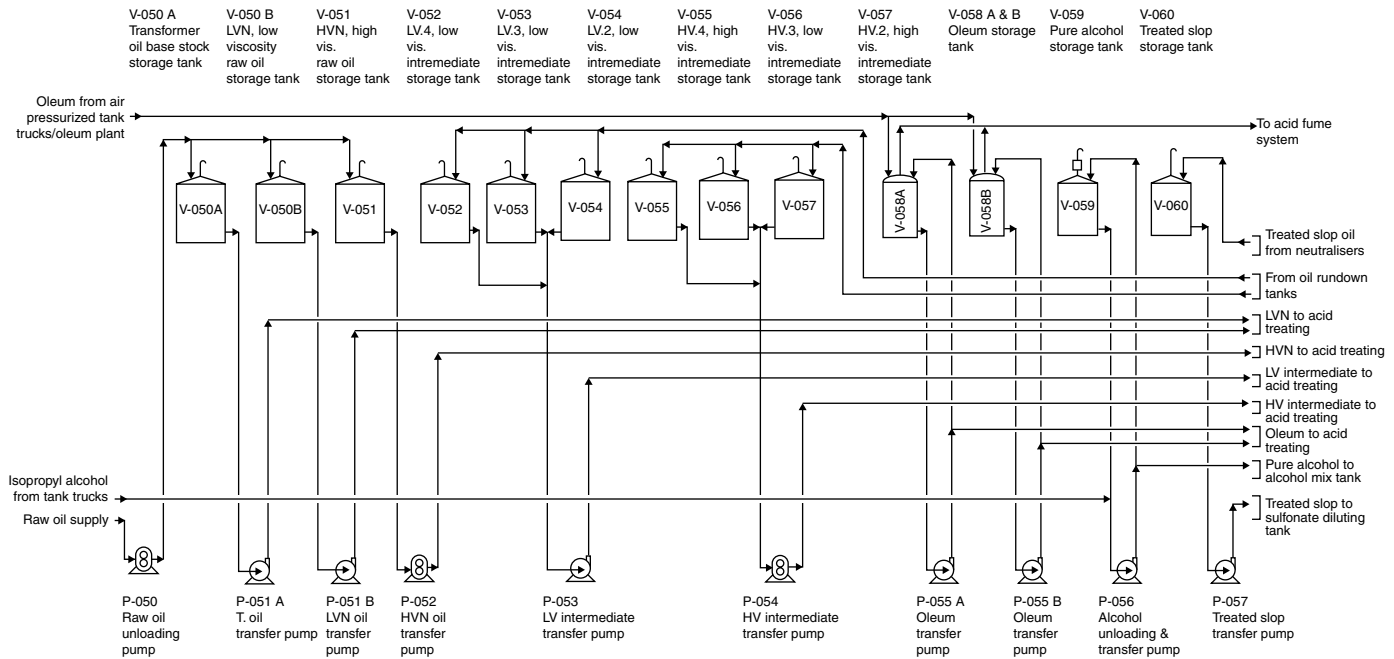 V-050 A
Transformer
oil base stock
storage tank
V-050 B
LVN, low
viscosity
raw oil
storage tank
V-051
HVN, high
vis.
raw oil
storage tank
V-052
LV.4, low
vis.
intremediate
storage tank
V-053
LV.3, low
vis.
intremediate
storage tank
V-054
LV.2, low
vis.
intremediate
storage tank
V-055
HV.4, high
vis.
intremediate
storage tank
V-056
HV.3, low
vis.
intremediate
storage tank
V-057
HV.2, high
vis.
intremediate
storage tank
V-058 A & B
Oleum storage
tank
V-059
Pure alcohol
storage tank
V-060
Treated slop
storage tank
Oleum from air
pressurized tank
trucks/oleum plant
To acid fume
system
V-050A
V-050B
V-051
V-052
V-053
V-054
V-055
V-056
V-057
V-058A
V-058B
V-059
V-060
Treated slop oil
from neutralisers
From oil rundown
tanks
LVN to acid
treating
HVN to acid treating
LV intermediate to
acid treating
HV intermediate to
acid treating
Oleum to acid
treating
Pure alcohol to
alcohol mix tank
Treated slop to
sulfonate diluting
tank
Isopropyl alcohol
from tank trucks
Raw oil supply
P-050
Raw oil
unloading
pump
P-051 A
T. oil
transfer pump
P-051 B
LVN oil
transfer
pump
P-052
HVN oil
transfer
pump
P-053
LV intermediate
transfer pump
P-054
HV intermediate
transfer pump
P-055 A
Oleum
transfer
pump
P-055 B
Oleum
transfer
pump
P-056
Alcohol
unloading &
transfer pump
P-057
Treated slop
transfer pump